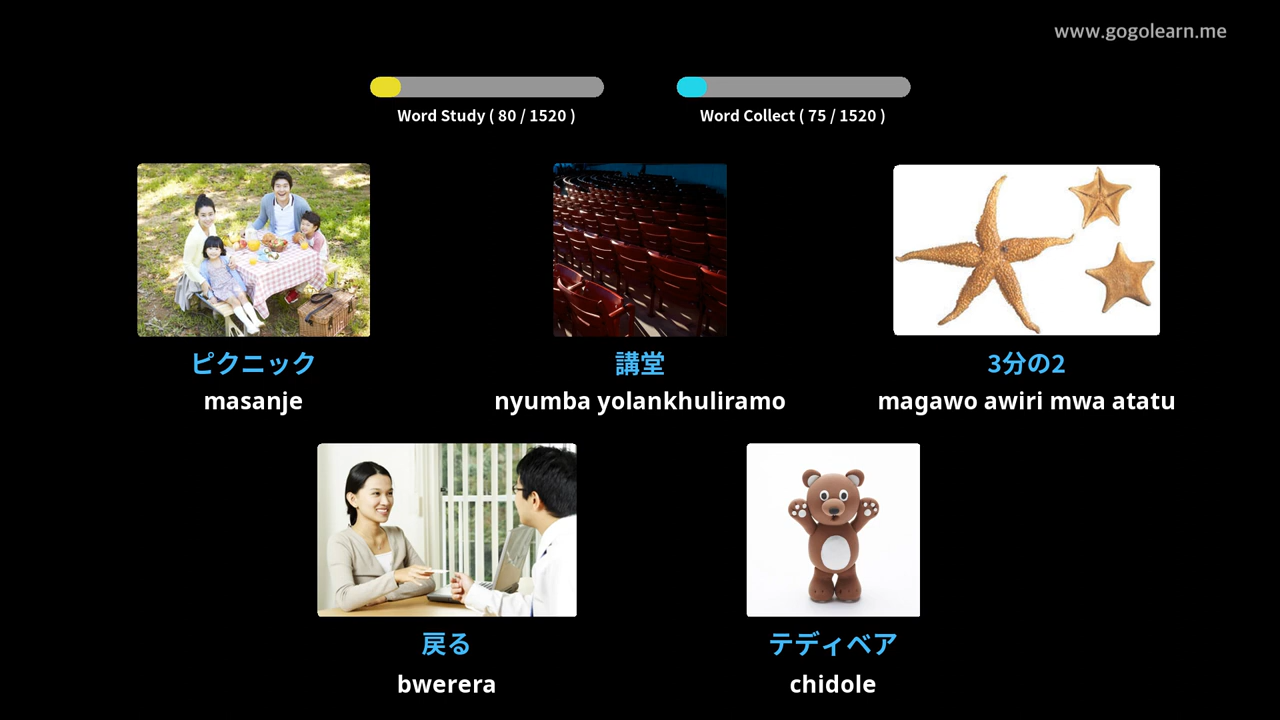 www.gogolearn.me
Word Study ( 80 / 1520 )
Word Collect ( 75 / 1520 )
ピクニック
masanje
講堂
nyumba yolankhuliramo
3分の2
magawo awiri mwa atatu
戻る
bwerera
テディベア
chidole